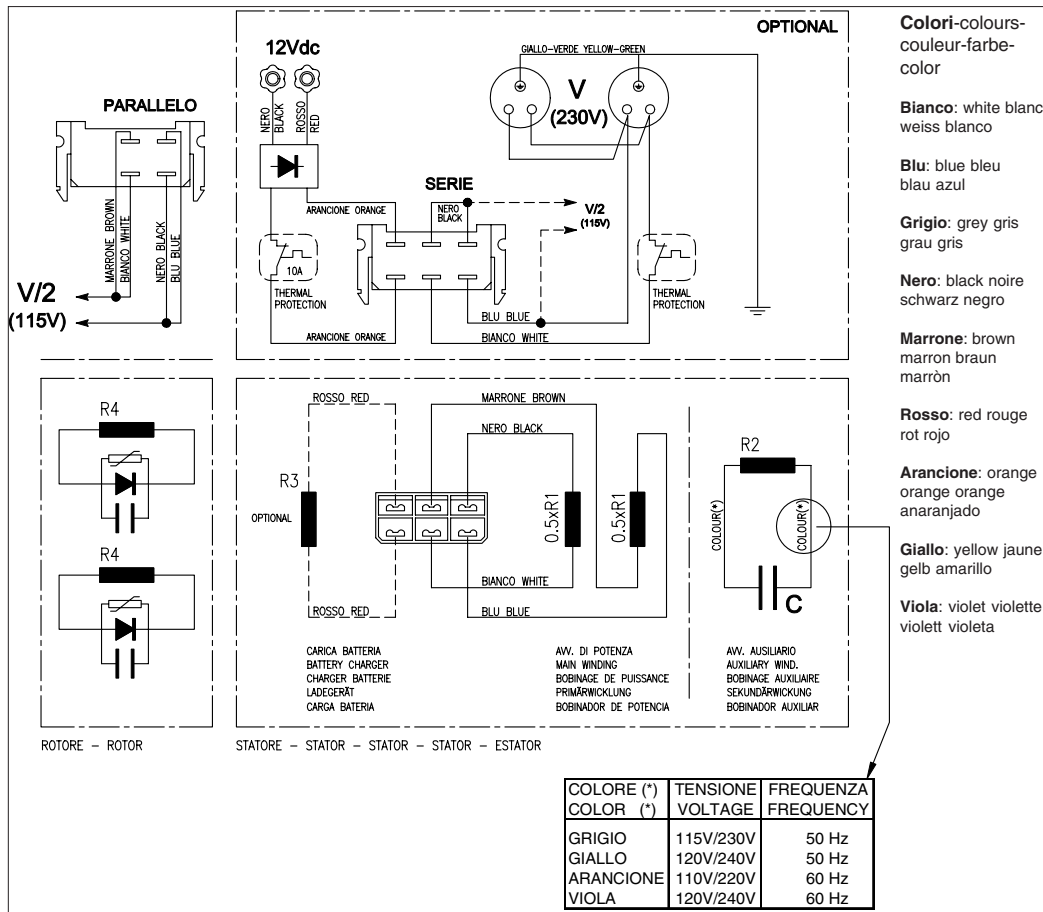 OPTIONAL
12Vdc
GIALLO-VERDE YELLOW-GREEN
V
(230V)
NERO
BLACK
ROSSO
RED
PARALLELO
SERIE
ARANCIONE ORANGE
NERO
BLACK
V/2
(115V)
MARRONE BROWN
BIANCO WHITE
NERO BLACK
BLU BLUE
10A
THERMAL
PROTECTION
THERMAL
PROTECTION
V/2
(115V)
BLU BLUE
ARANCIONE ORANGE
BIANCO WHITE
R4
R4
ROTORE – ROTOR
ROSSO RED
MARRONE BROWN
NERO BLACK
R3
OPTIONAL
0.5xR1
0.5xR1
BIANCO WHITE
ROSSO RED
BLU BLUE
R2
COLOUR(*)
COLOUR(*)
C
CARICA BATTERIA
BATTERY CHARGER
CHARGER BATTERIE
LADEGERÄT
CARGA BATERIA
AVV. DI POTENZA
MAIN WINDING
BOBINAGE DE PUISSANCE
PRIMÄRWICKLUNG
BOBINADOR DE POTENCIA
AVV. AUSILIARIO
AUXILIARY WIND.
BOBINAGE AUXILIAIRE
SEKUNDÄRWICKUNG
BOBINADOR AUXILIAR
STATORE – STATOR – STATOR – STATOR – ESTATOR
Colori-colours-
couleur-farbe-
color
Bianco: white blanc
weiss blanco
Blu: blue bleu
blau azul
Grigio: grey gris
grau gris
Nero: black noire
schwarz negro
Marrone: brown
marron braun
marròn
Rosso: red rouge
rot rojo
Arancione: orange
orange orange
anaranjado
Giallo: yellow jaune
gelb amarillo
Viola: violet violette
violett violeta
COLORE (*) TENSIONE FREQUENZA
COLOR (*) VOLTAGE FREQUENCY
GRIGIO 115V/230V 50 Hz
GIALLO 120V/240V 50 Hz
ARANCIONE 110V/220V 60 Hz
VIOLA 120V/240V 60 Hz